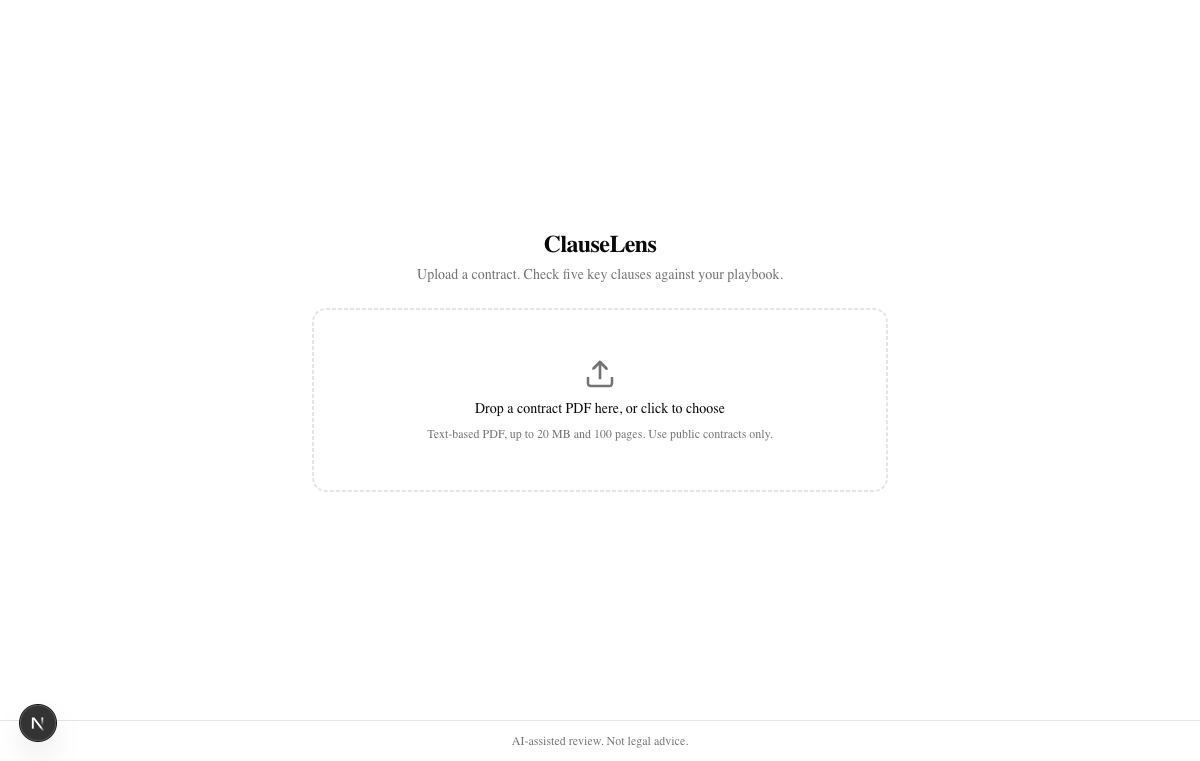 ClauseLens
Upload a contract. Check five key clauses against your playbook.
Drop a contract PDF here, or click to choose
Text-based PDF, up to 20 MB and 100 pages. Use public contracts only.
N
AI-assisted review. Not legal advice.